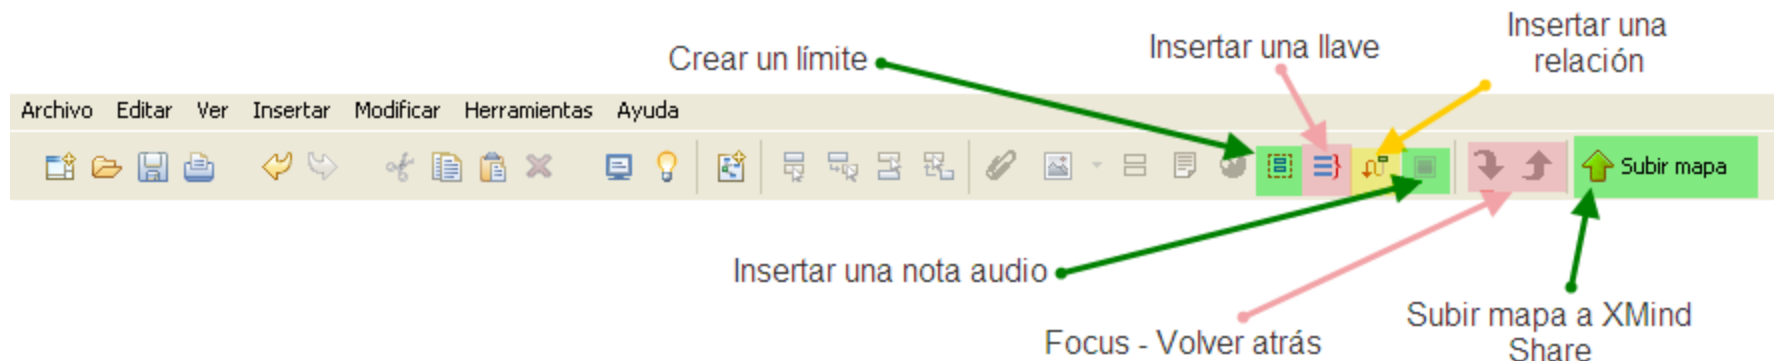 Insertar una
relación
Crear un límite
Insertar una llave
Archivo Editar Ver Insertar Modificar Herramientas Ayuda
Subir mapa
Insertar una nota audio
Focus - Volver atrás
Subir mapa a XMind
Share